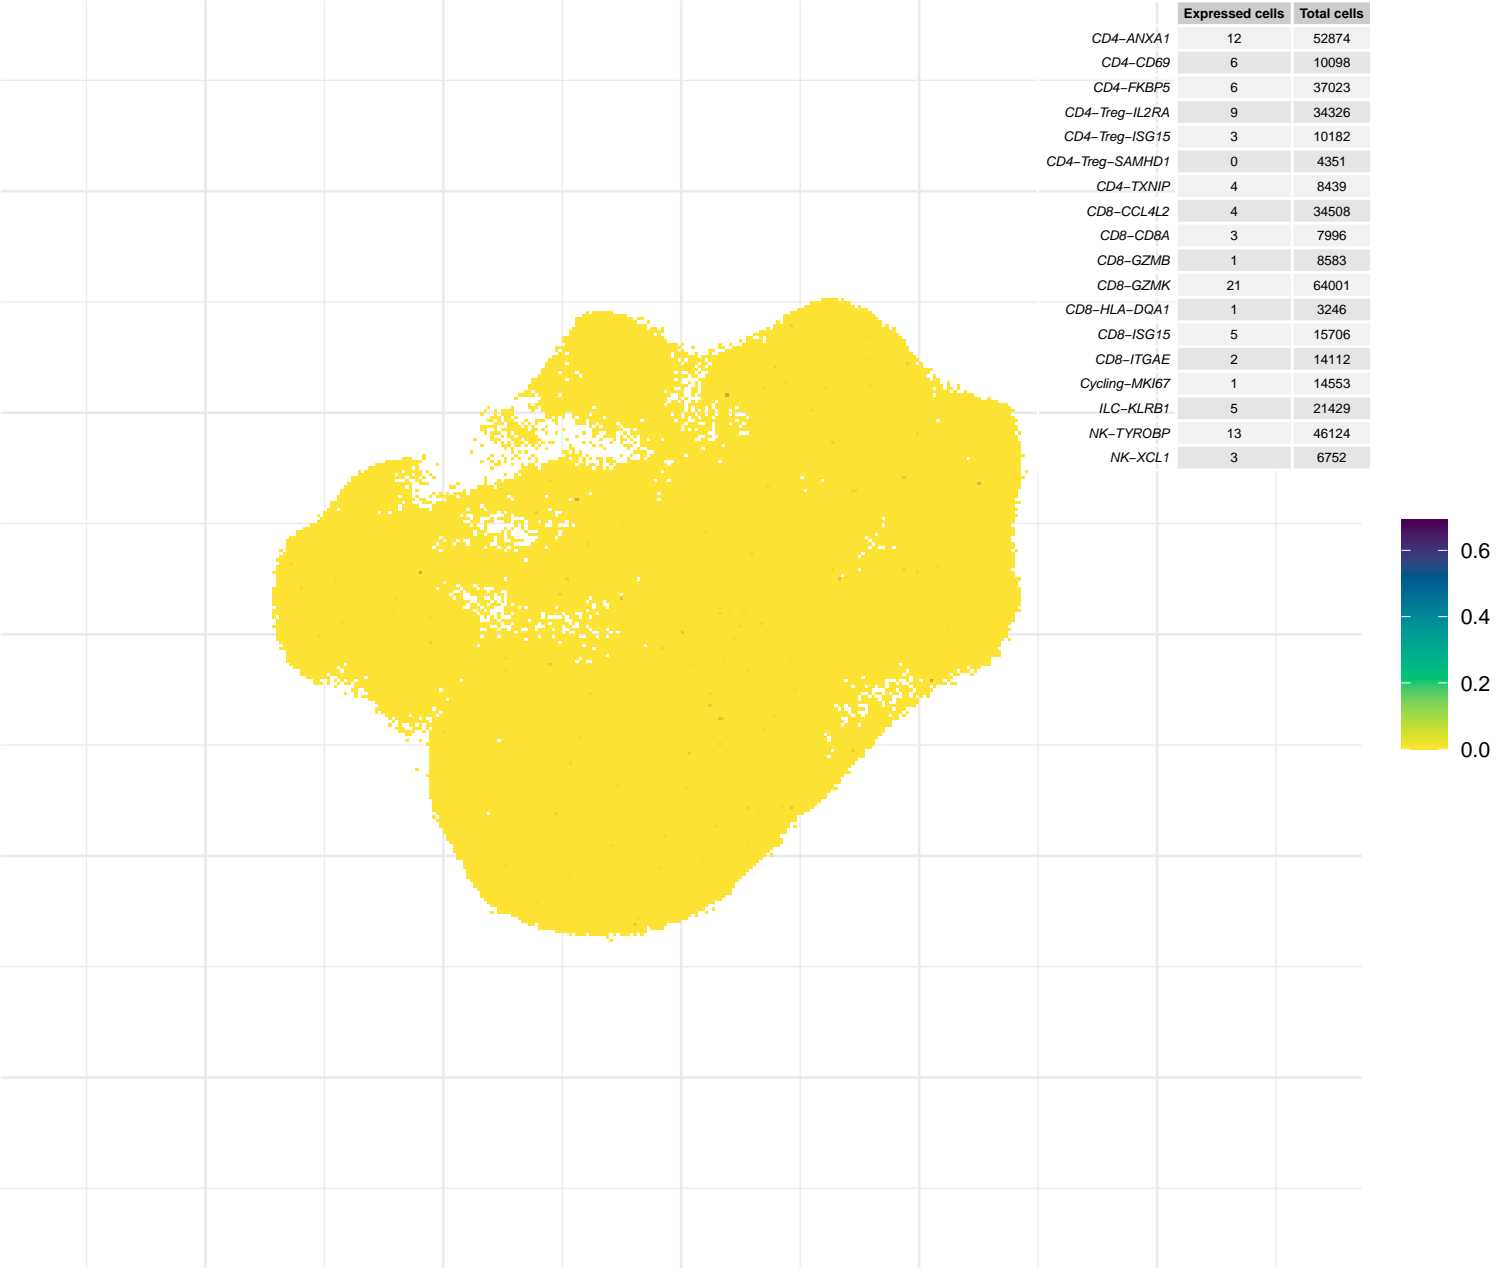 Expressed cells Total cells
CD4−ANXA1 12 52874
CD4−CD69 6 10098
CD4−FKBP5 6 37023
CD4−Treg−IL2RA 9 34326
CD4−Treg−ISG15 3 10182
CD4−Treg−SAMHD1 0 4351
CD4−TXNIP 4 8439
CD8−CCL4L2 4 34508
CD8−CD8A 3 7996
CD8−GZMB 1 8583
CD8−GZMK 21 64001
CD8−HLA−DQA1 1 3246
CD8−ISG15 5 15706
CD8−ITGAE 2 14112
Cycling−MKI67 1 14553
ILC−KLRB1 5 21429
NK−TYROBP 13 46124
NK−XCL1 3 6752
0.6
0.4
0.2
0.0